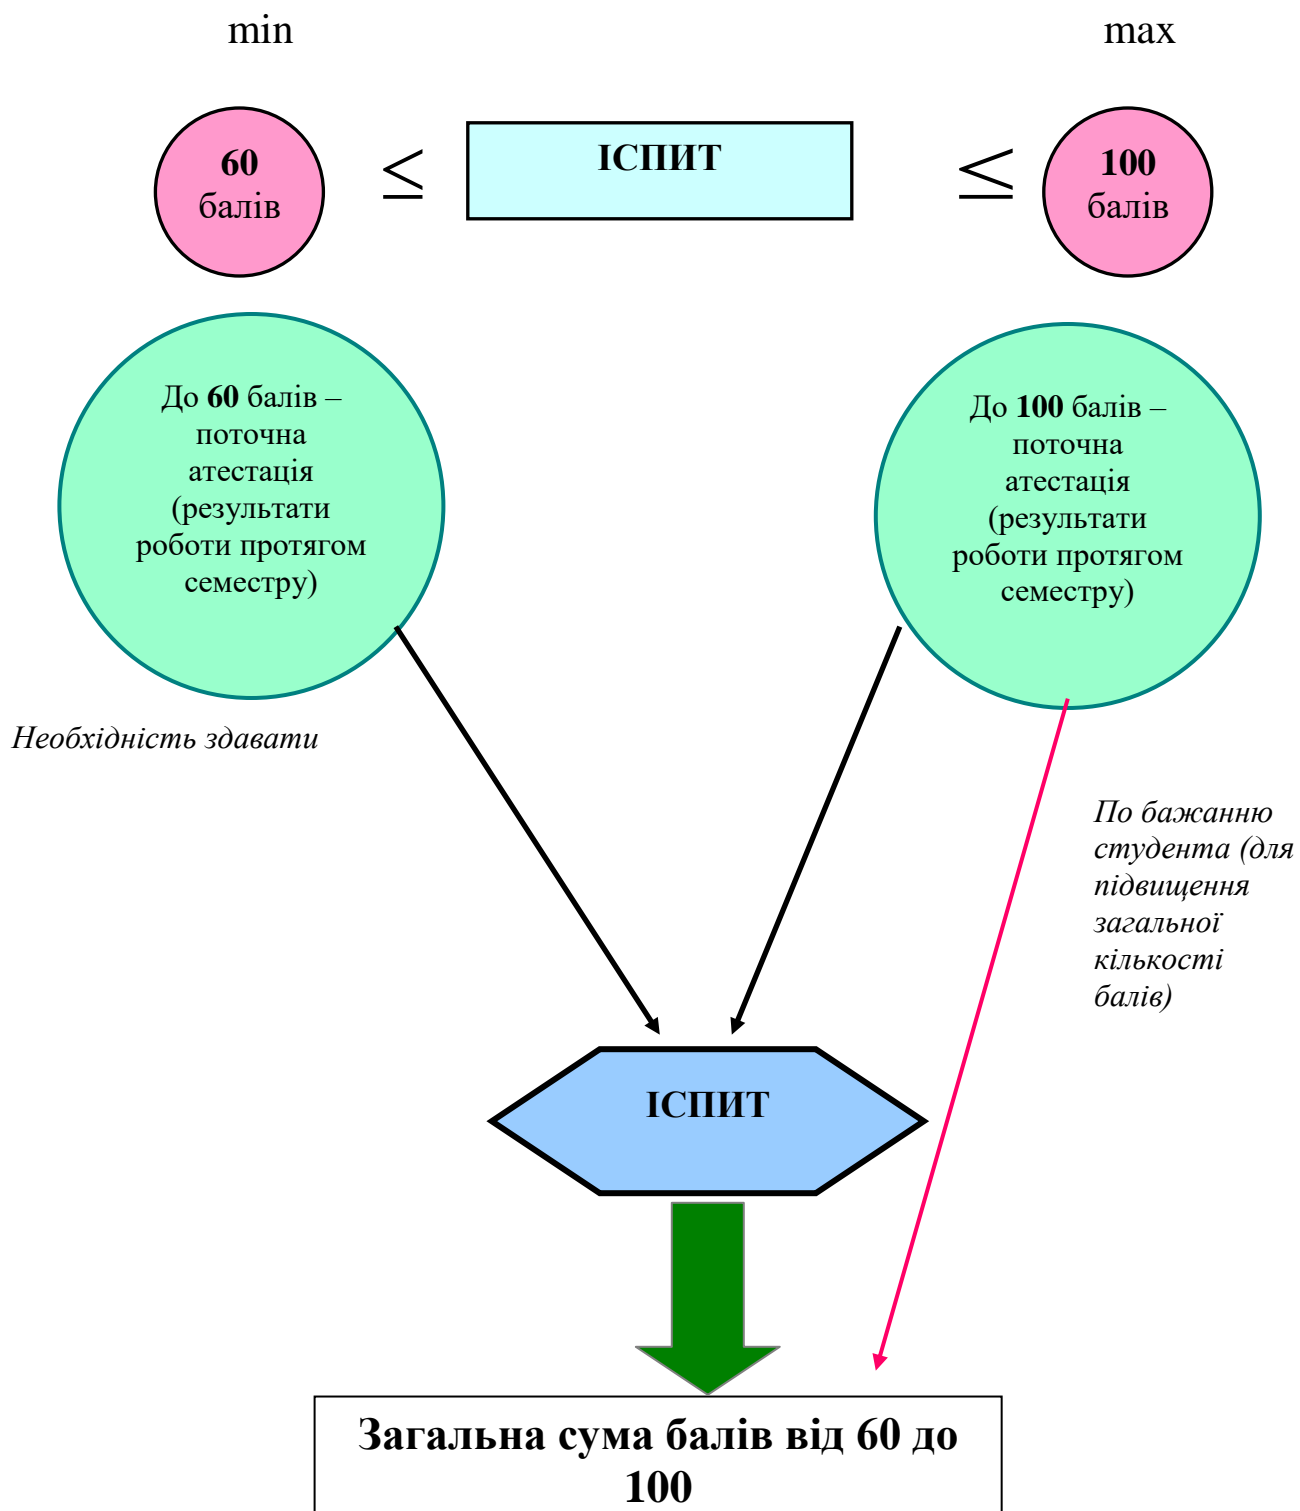 min
max
60
балів
≤
ІСПИТ
≤
100
балів
До 60 балів –
поточна
атестація
(результати
роботи протягом
семестру)
До 100 балів –
поточна
атестація
(результати
роботи протягом
семестру)
Необхідність здавати
По бажанню
студента (для
підвищення
загальної
кількості
балів)
ІСПИТ
Загальна сума балів від 60 до
100